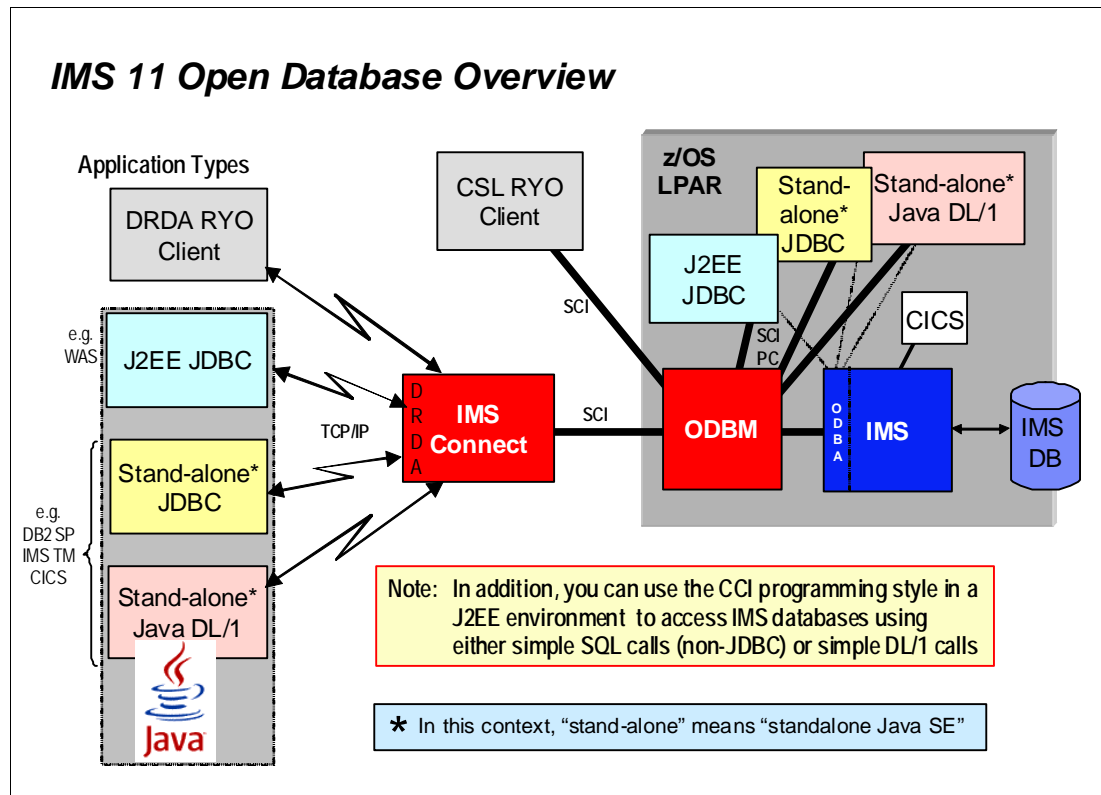 IMS 11 Open Database Overview
Application Types
DRDA RYO
Client
CSL RYO
Client
z/OS
LPAR
Stand-
alone*
JDBC
Stand-alone*
Java DL/1
J2EE
JDBC
CICS
e.g.
WAS
J2EE JDBC
SCI
SCI
PC
DRDA
IMS
Connect
TCP/IP
SCI
ODBM
ODBA
IMS
IMS
DB
Stand-alone*
JDBC
e.g.
DB2 SP
IMS TM
CICS
Stand-alone*
Java DL/1
Java
Note: In addition, you can use the CCI programming style in a
J2EE environment to access IMS databases using
either simple SQL calls (non-JDBC) or simple DL/1 calls
* In this context, “stand-alone” means “standalone Java SE”